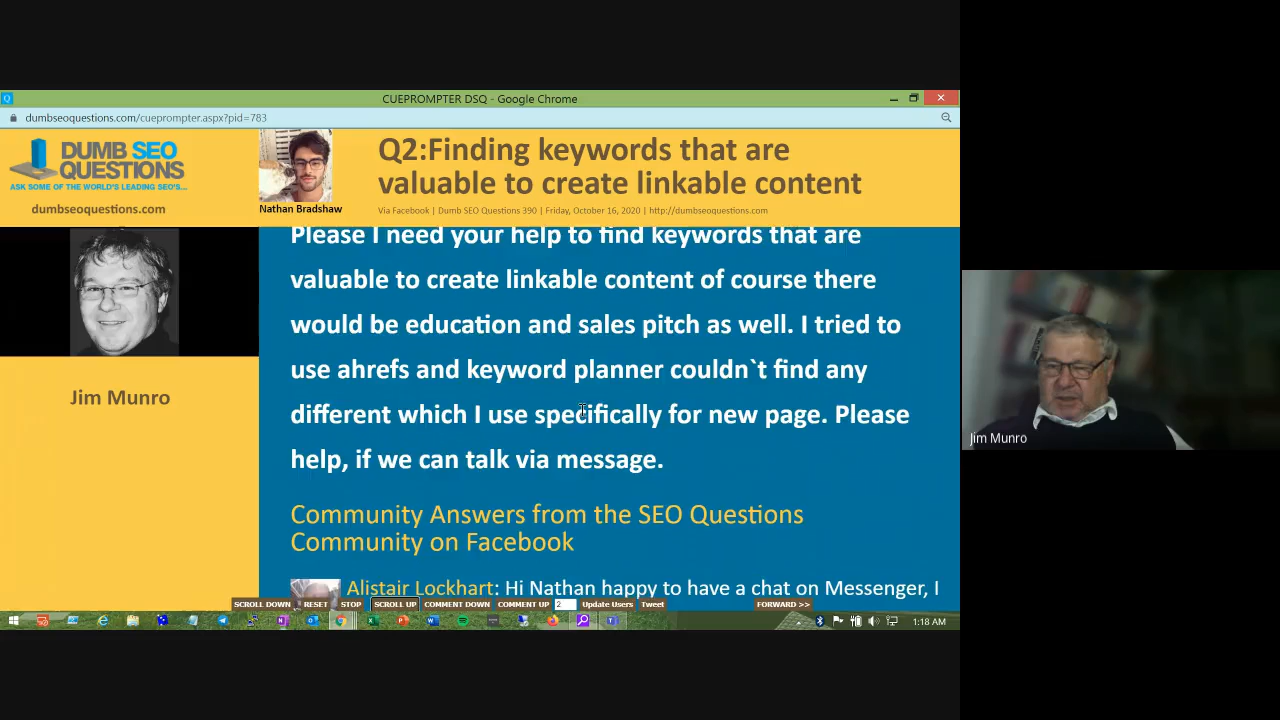 CUEPROMPTER DSQ - Google Chrome
dumbseoquestions.com/cueprompter.aspx?pid=783
DUMB SEO
QUESTIONS
ASK SOME OF THE WORLD'S LEADING SEO'S...
dumbseoquestions.com
Nathan Bradshaw
Q2:Finding keywords that are
valuable to create linkable content
Via Facebook | Dumb SEO Questions 390 | Friday, October 16, 2020 | http://dumbseoquestions.com
Jim Munro
Please I need your help to find keywords that are
valuable to create linkable content of course there
would be education and sales pitch as well. I tried to
use ahrefs and keyword planner couldn`t find any
different which I use specifically for new page. Please
help, if we can talk via message.
Community Answers from the SEO Questions
Community on Facebook
Alistair Lockhart: Hi Nathan happy to have a chat on Messenger, I
SCROLL DOWN RESET STOP SCROLL UP COMMENT DOWN COMMENT UP 2 Update Users Tweet FORWARD >>
1:18 AM
Jim Munro